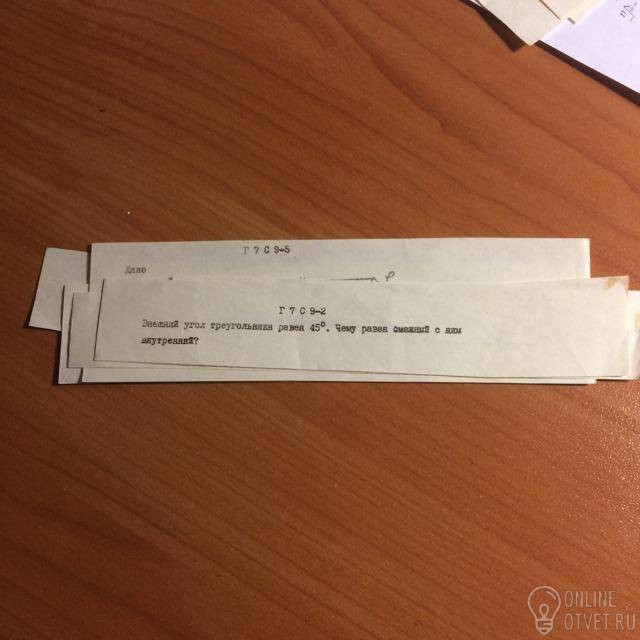 Г 7 С 9-5
Дано
Г 7 С 9-2
Внешний угол треугольника равен 45°. Чему равен смежный с ним
внутренний?
ONLINE
OTVET.RU